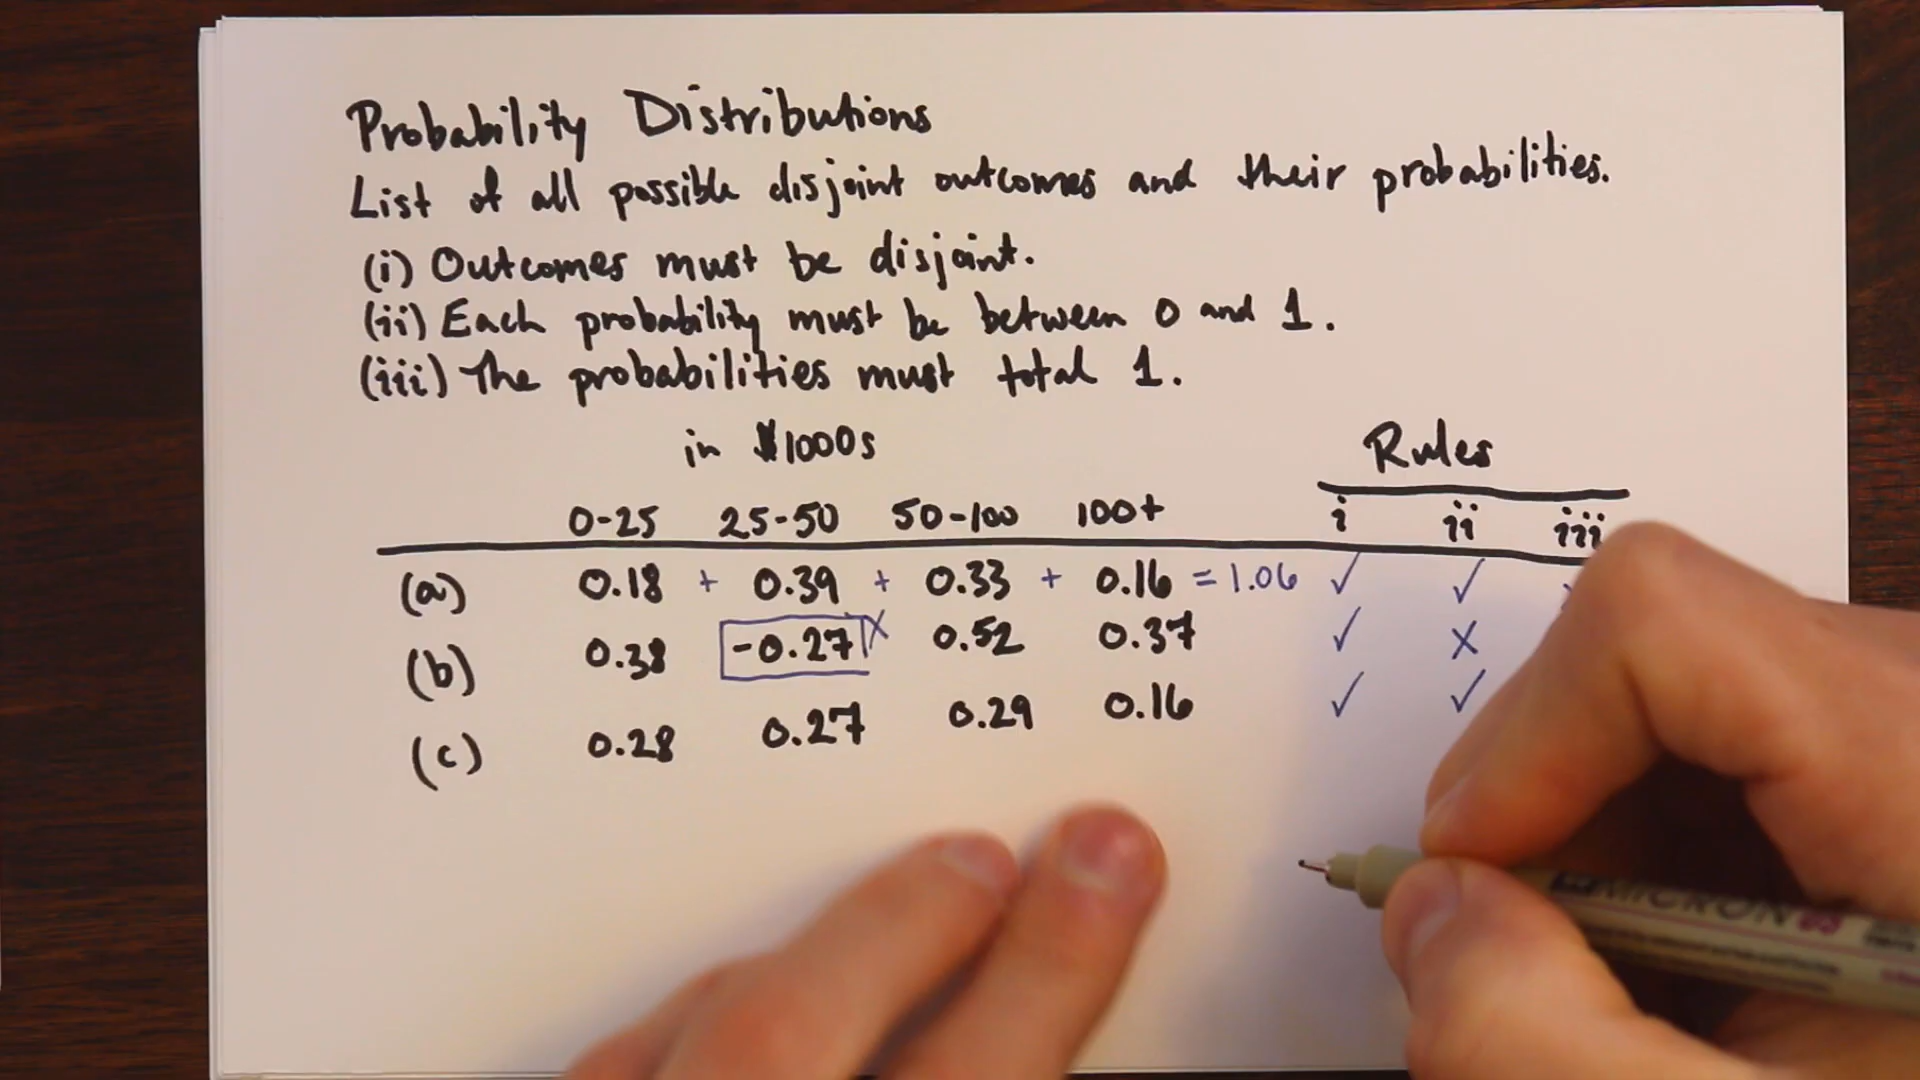 Probability Distributions
List of all possible disjoint outcomes and their probabilities.
(i) Outcomes must be disjoint.
(ii) Each probability must be between 0 and 1.
(iii) The probabilities must total 1.
in $1000s
Rules
0-25 25-50 50-100 100+ i ii iii
(a) 0.18 + 0.39 + 0.33 + 0.16 = 1.06 ✓ ✓
(b) 0.38 -0.27 X 0.52 0.37 ✓ X
(c) 0.28 0.27 0.29 0.16 ✓ ✓
MICRON 05